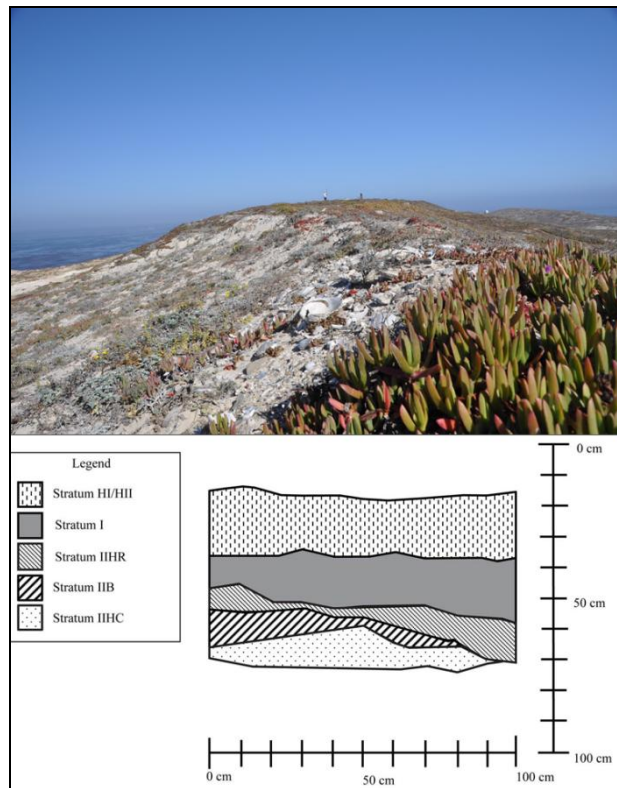 Legend
Stratum HI/HII
Stratum I
Stratum IIHR
Stratum IIB
Stratum IIHC
0 cm
50 cm
100 cm
0 cm
50 cm
100 cm